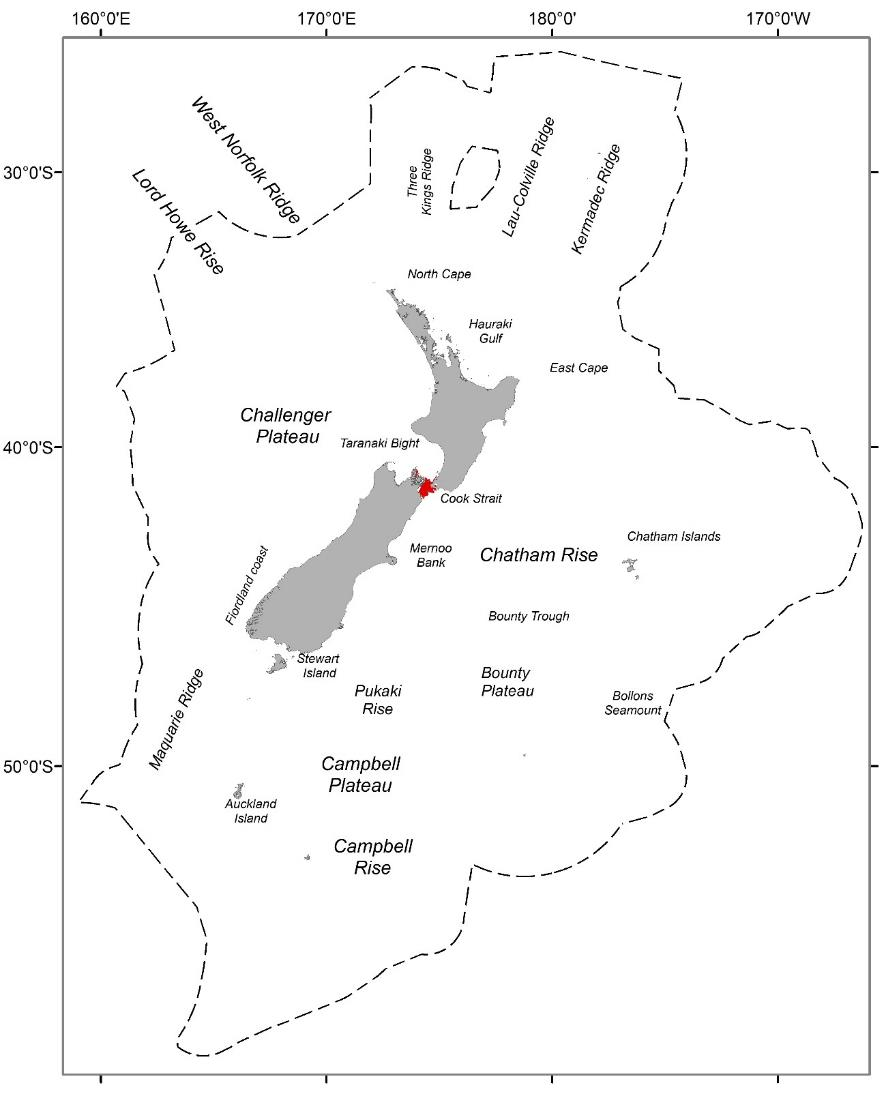 160°0'E
170°0'E
180°0'
170°0'W
West Norfolk Ridge
Lord Howe Rise
30°0'S
Three
Kings Ridge
Lau-Colville Ridge
Kermadec Ridge
North Cape
Hauraki
Gulf
East Cape
Challenger
Plateau
Taranaki Bight
40°0'S
Cook Strait
Mernoo
Bank
Chatham Rise
Chatham Islands
Fiordland coast
Bounty Trough
Stewart
Island
Pukaki
Rise
Bounty
Plateau
Bollons
Seamount
Maquarie Ridge
50°0'S
Campbell
Plateau
Auckland
Island
Campbell
Rise